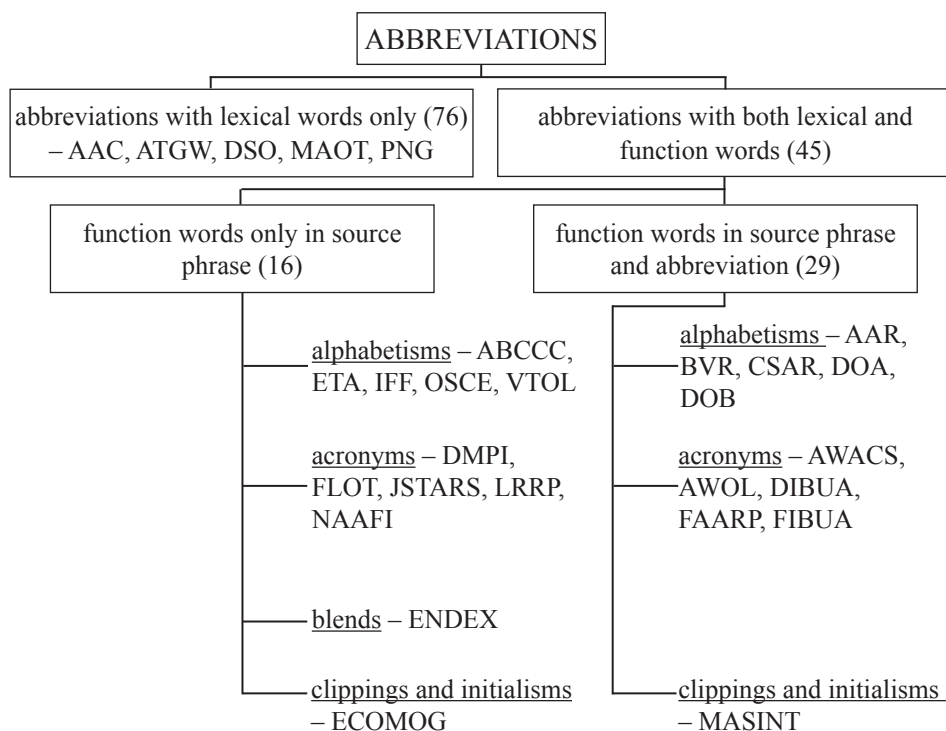 ABBREVIATIONS
abbreviations with lexical words only (76)
– AAC, ATGW, DSO, MAOT, PNG
abbreviations with both lexical and
function words (45)
function words only in source
phrase (16)
function words in source phrase
and abbreviation (29)
alphabetisms – ABCCC,
ETA, IFF, OSCE, VTOL
acronyms – DMPI,
FLOT, JSTARS, LRRP,
NAAFI
blends – ENDEX
clippings and initialisms
– ECOMOG
alphabetisms – AAR,
BVR, CSAR, DOA,
DOB
acronyms – AWACS,
AWOL, DIBUA,
FAARP, FIBUA
clippings and initialisms
– MASINT